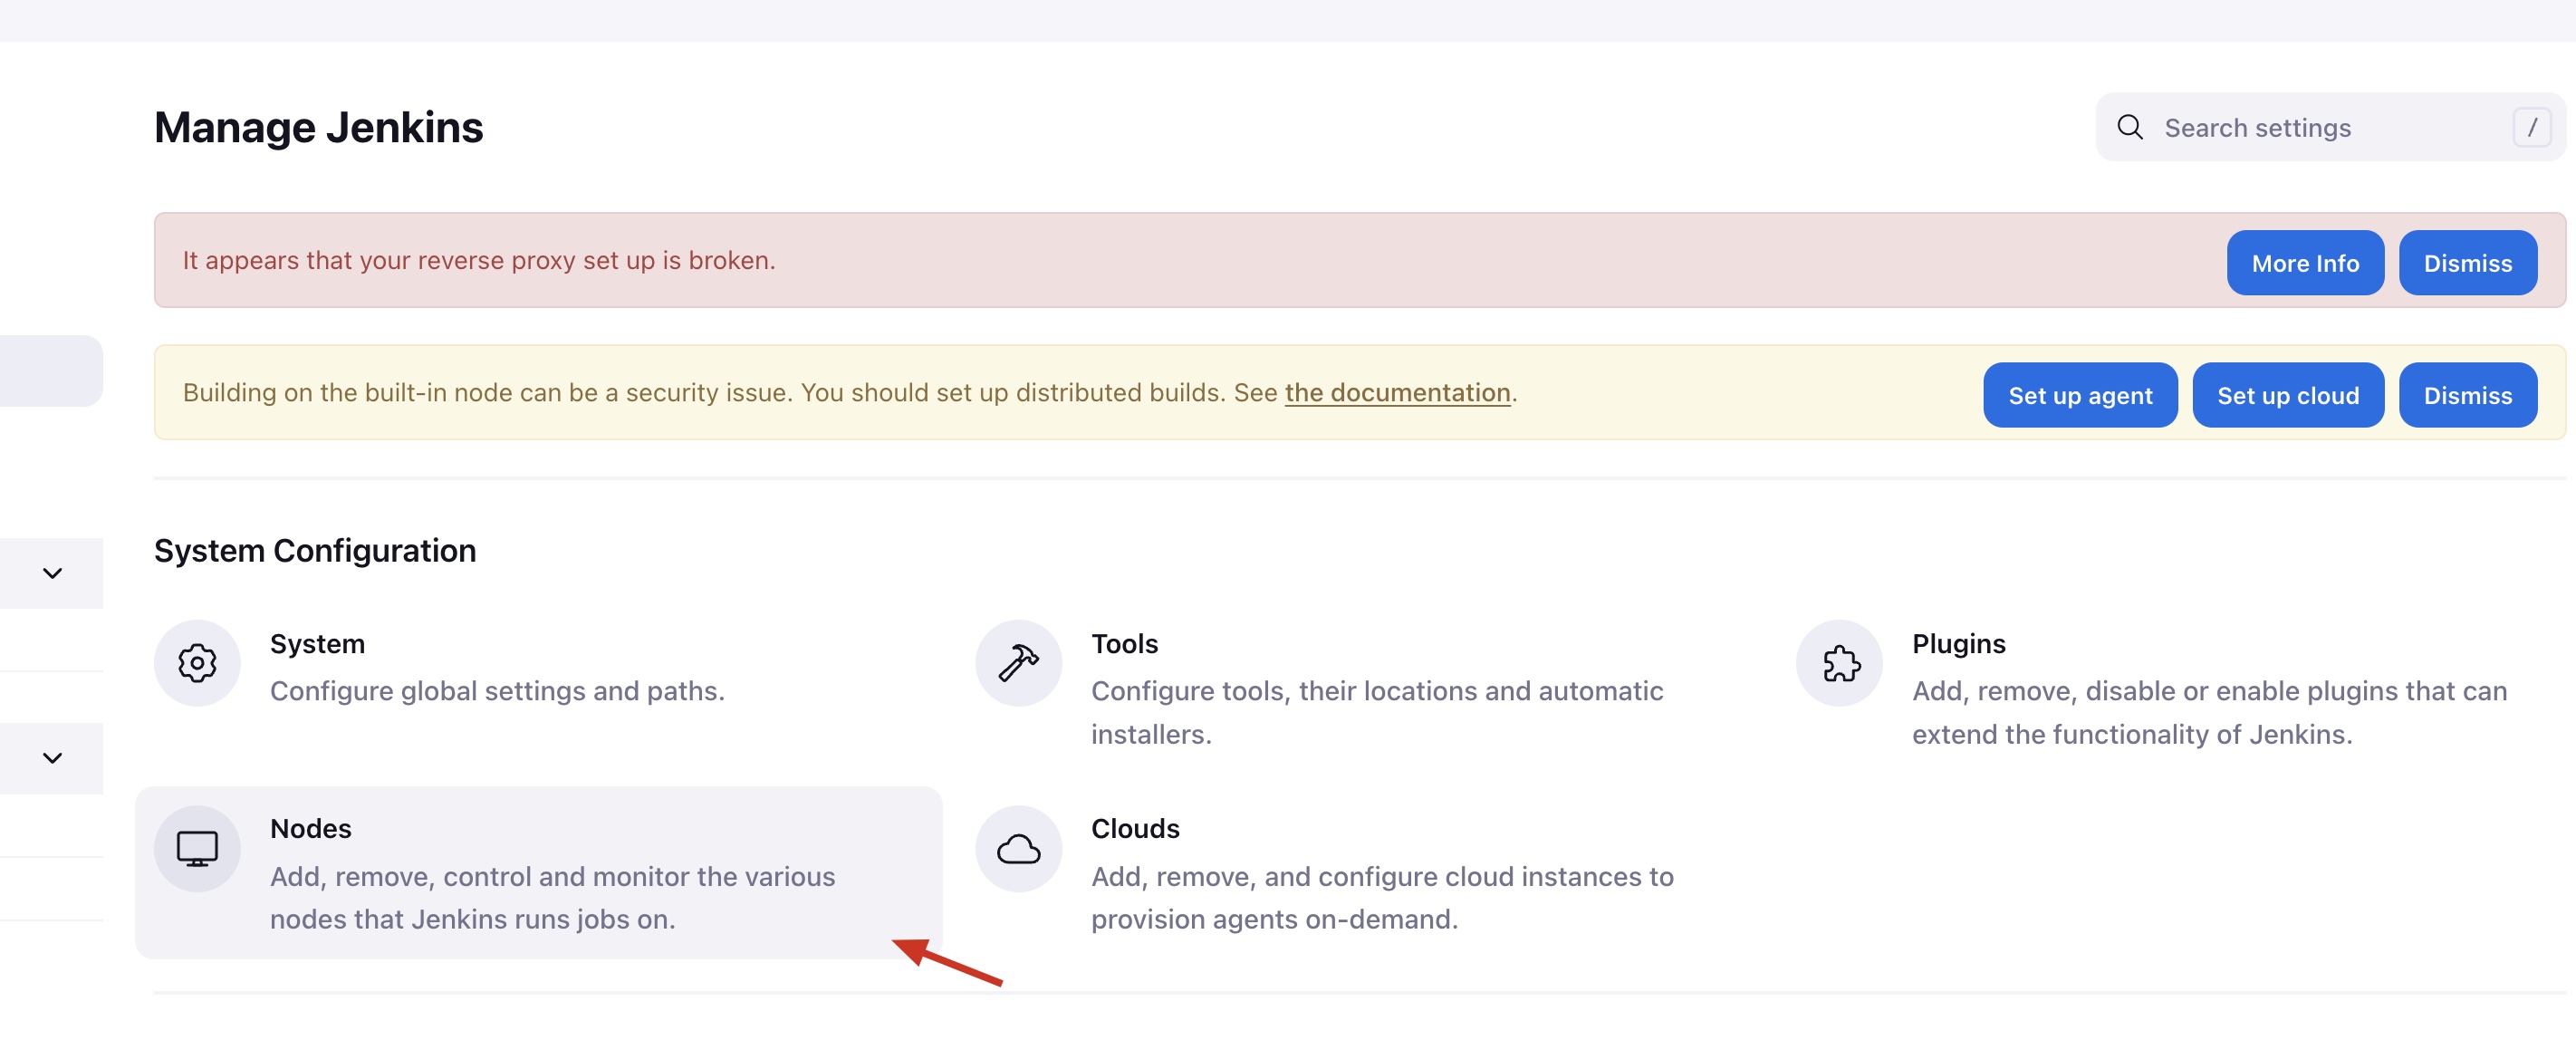 Manage Jenkins
Search settings
/
It appears that your reverse proxy set up is broken.
More Info
Dismiss
Building on the built-in node can be a security issue. You should set up distributed builds. See the documentation.
Set up agent
Set up cloud
Dismiss
System Configuration
System
Configure global settings and paths.
Tools
Configure tools, their locations and automatic
installers.
Plugins
Add, remove, disable or enable plugins that can
extend the functionality of Jenkins.
Nodes
Add, remove, control and monitor the various
nodes that Jenkins runs jobs on.
Clouds
Add, remove, and configure cloud instances to
provision agents on-demand.